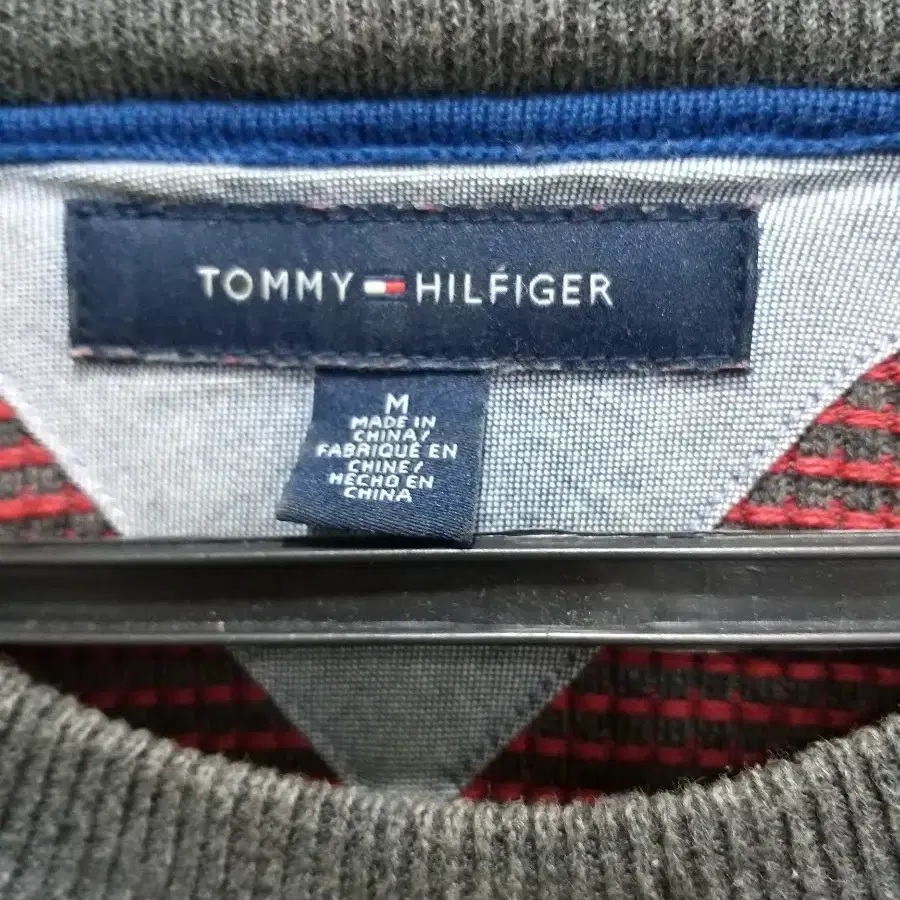 TOMMY HILFIGER
M
MADE IN
CHINA/
FABRIQUÉ EN
CHINE/
HECHO EN
CHINA